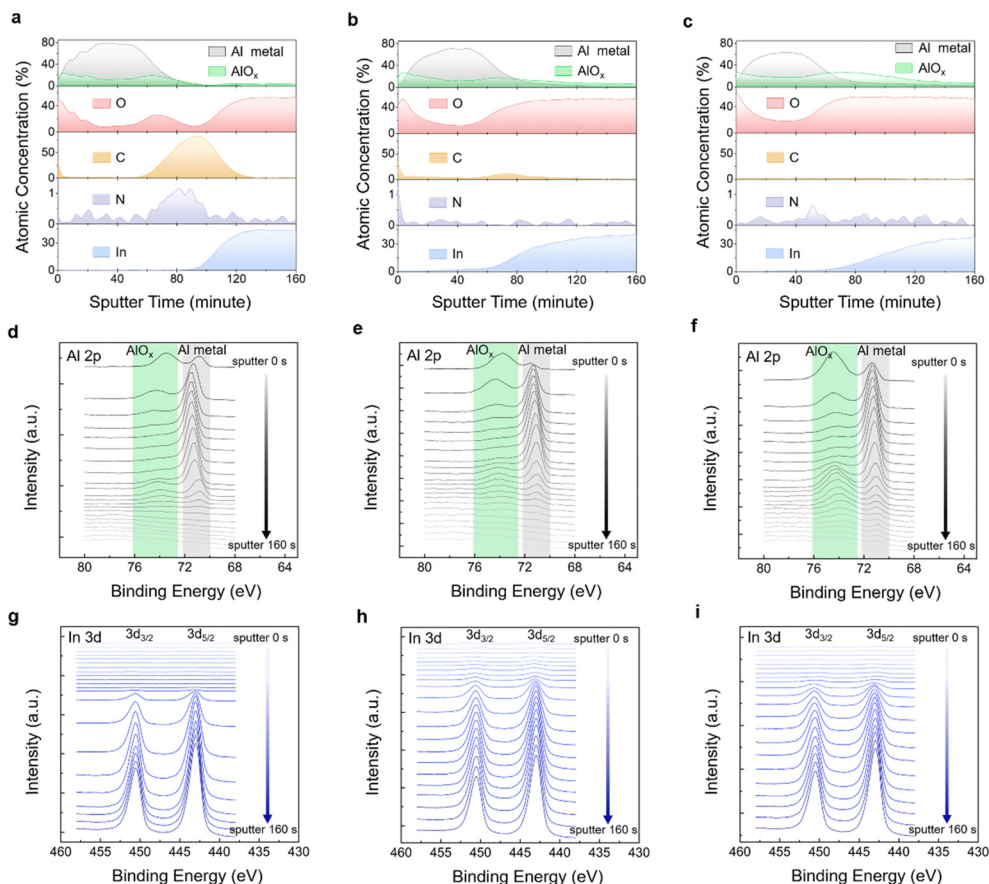 a
b
c
Atomic Concentration (%)
80
40
0
Al metal
AlOx
40
0
O
50
0
C
1
0
N
30
0
In
0 40 80 120 160
Sputter Time (minute)
Atomic Concentration (%)
80
40
0
Al metal
AlOx
40
0
O
50
0
C
1
0
N
30
0
In
0 40 80 120 160
Sputter Time (minute)
Atomic Concentration (%)
80
40
0
Al metal
AlOx
40
0
O
50
0
C
1
0
N
30
0
In
0 40 80 120 160
Sputter Time (minute)
d
Al 2p
AlOx
Al metal
sputter 0 s
sputter 160 s
Intensity (a.u.)
80 76 72 68 64
Binding Energy (eV)
e
Al 2p
AlOx
Al metal
sputter 0 s
sputter 160 s
Intensity (a.u.)
80 76 72 68 64
Binding Energy (eV)
f
Al 2p
AlOx
Al metal
sputter 0 s
sputter 160 s
Intensity (a.u.)
82 80 78 76 74 72 70 68 66 64
Binding Energy (eV)
g
In 3d
3d3/2
3d5/2
sputter 0 s
sputter 160 s
Intensity (a.u.)
460 455 450 445 440 435 430
Binding Energy (eV)
h
In 3d
3d3/2
3d5/2
sputter 0 s
sputter 160 s
Intensity (a.u.)
460 455 450 445 440 435 430
Binding Energy (eV)
i
In 3d
3d3/2
3d5/2
sputter 0 s
sputter 160 s
Intensity (a.u.)
460 455 450 445 440 435 430
Binding Energy (eV)